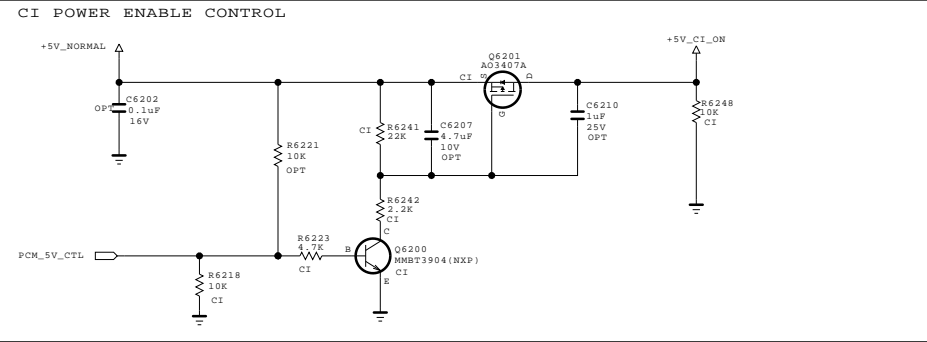 CI POWER ENABLE CONTROL
+5V_NORMAL
+5V_CI_ON
Q6201
AO3407A
CI
S
D
G
OPT
C6202
0.1uF
16V
R6221
10K
OPT
CI
R6241
22K
C6207
4.7uF
10V
OPT
C6210
1uF
25V
OPT
R6248
10K
CI
R6242
2.2K
CI
PCM_5V_CTL
R6218
10K
CI
R6223
4.7K
CI
B
C
E
Q6200
MMBT3904(NXP)
CI